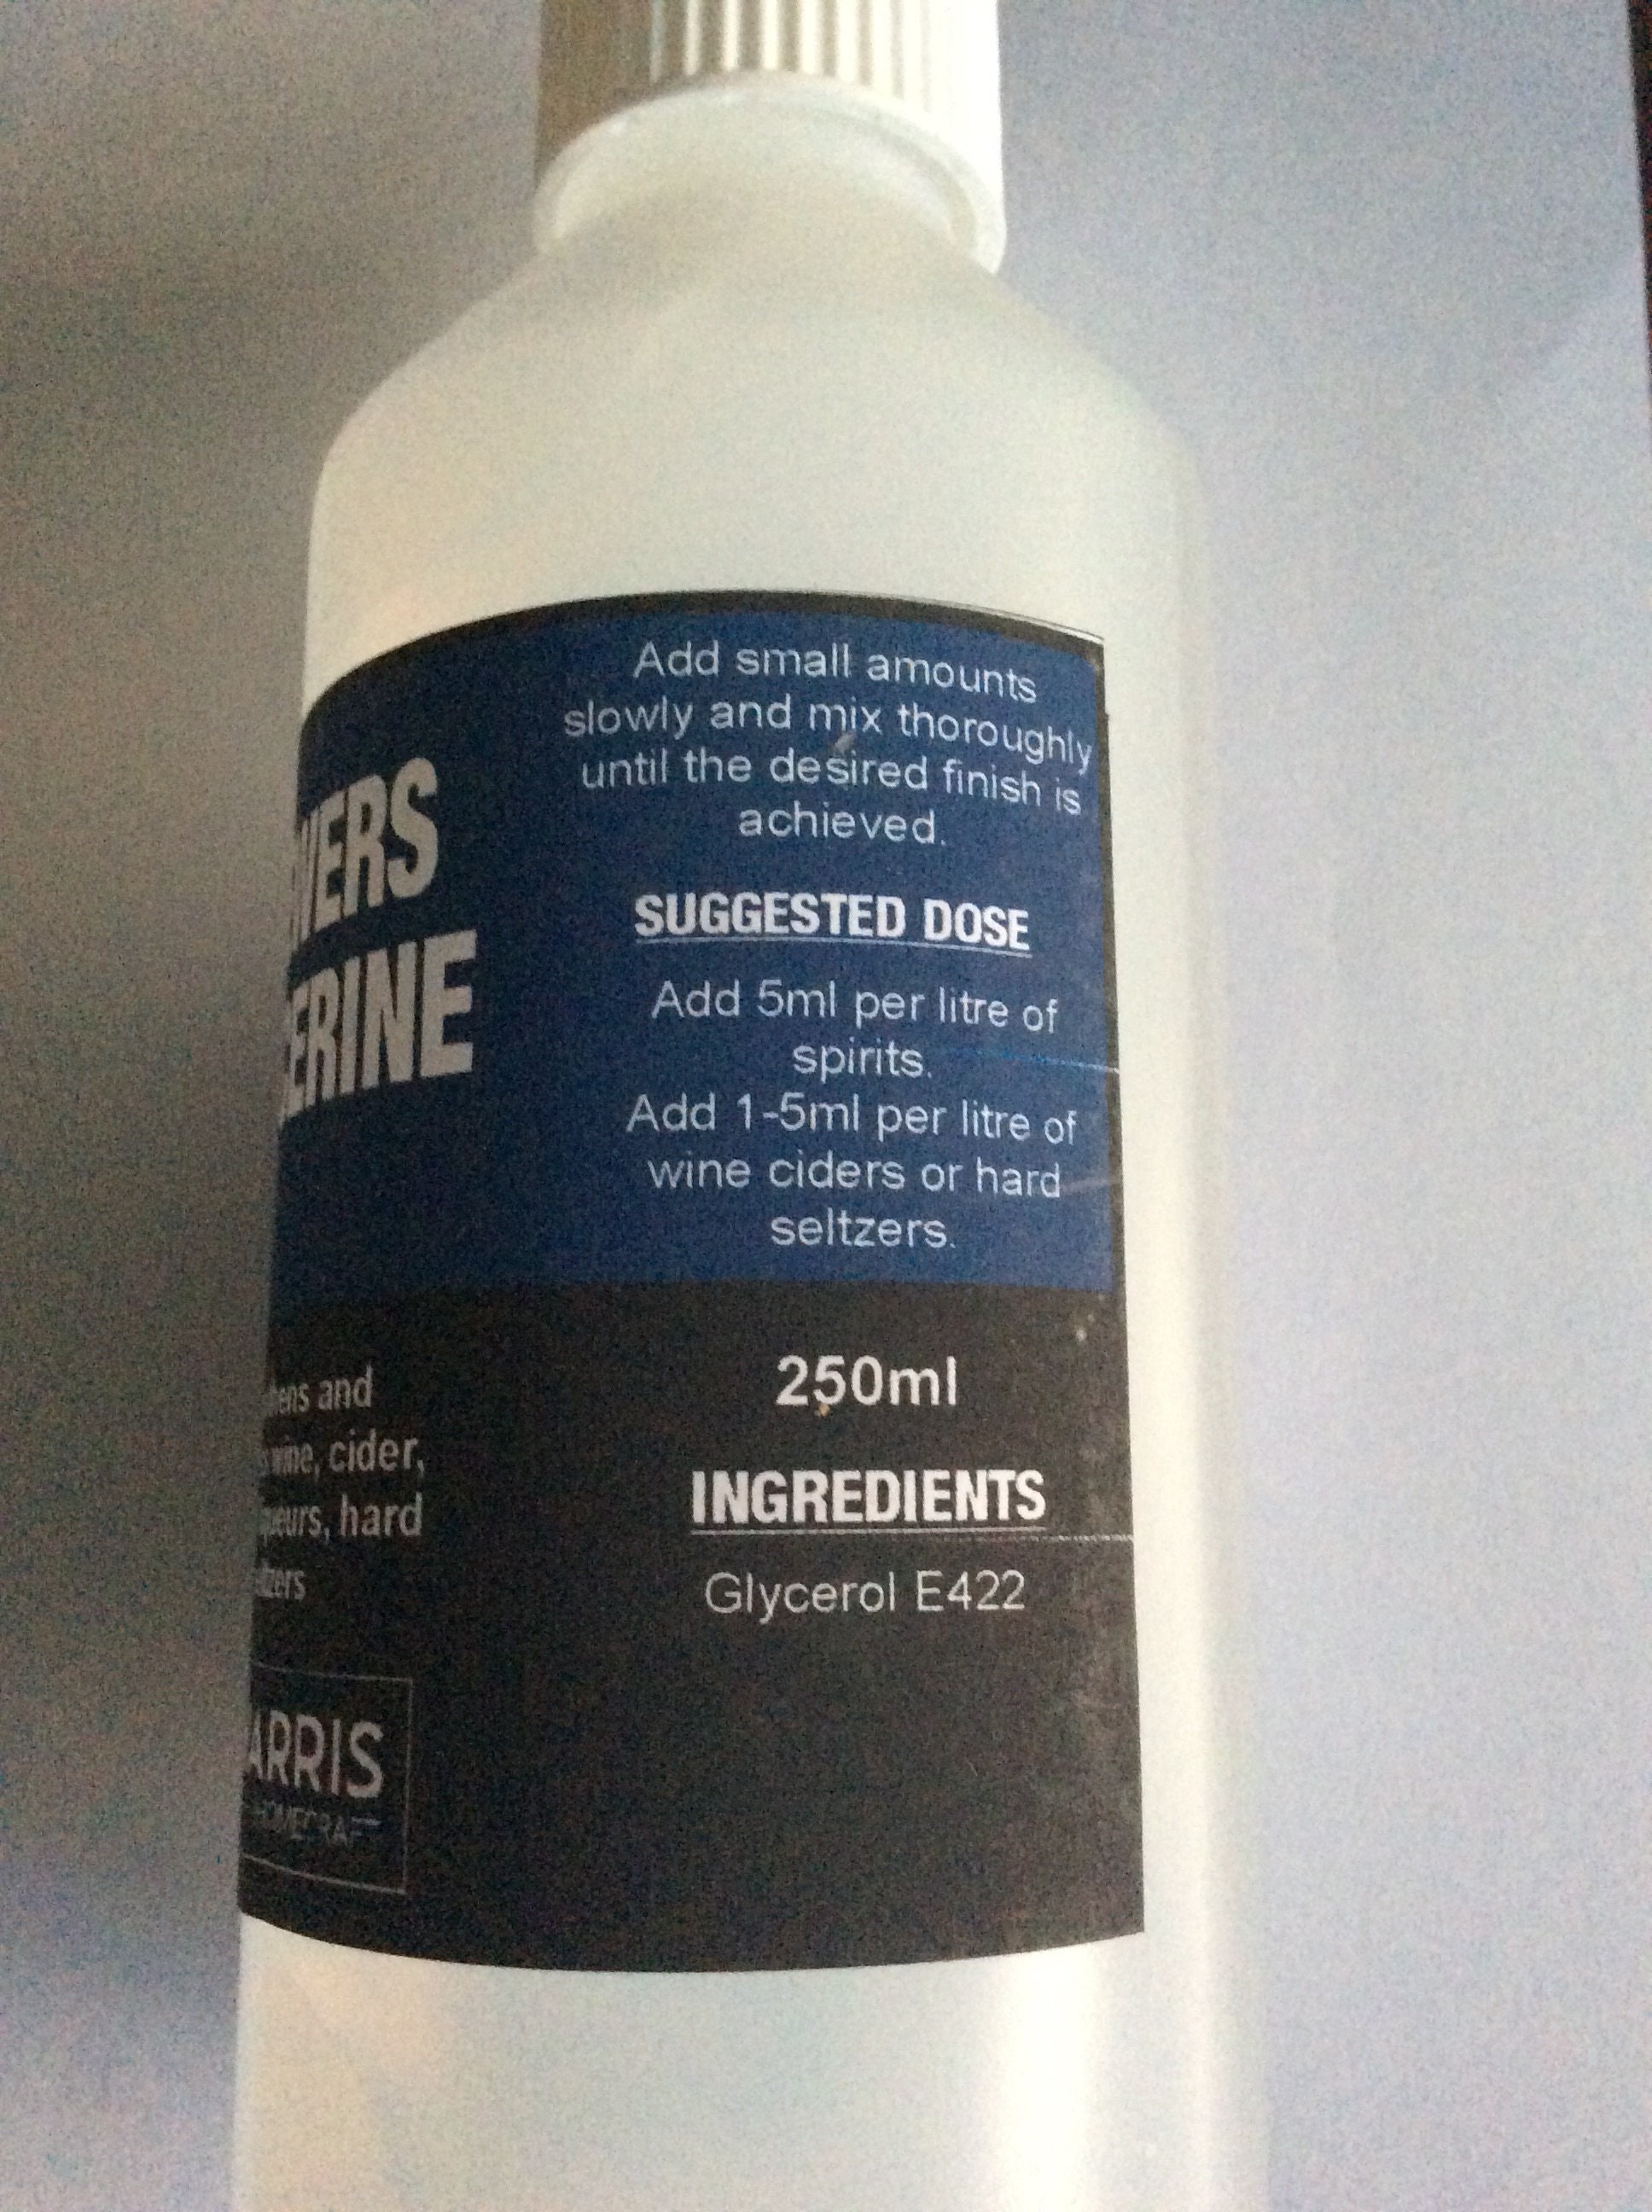 Add small amounts
slowly and mix thoroughly
until the desired finish is
achieved.
SUGGESTED DOSE
Add 5ml per litre of
spirits.
Add 1-5ml per litre of
wine ciders or hard
seltzers.
250ml
INGREDIENTS
Glycerol E422
WERS
ERINE
ens and
wine, cider,
ueurs, hard
tzers
ARRIS
HOMECRAFT